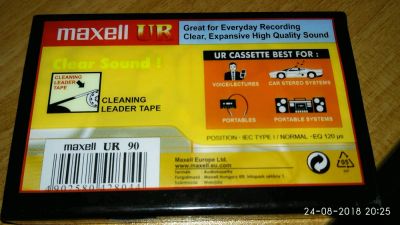 maxell UR
Great for Everyday Recording
Clear, Expansive High Quality Sound
Clear Sound !
CLEANING
LEADER
TAPE
CLEANING
LEADER TAPE
UR CASSETTE BEST FOR :
VOICE/LECTURES
CAR STEREO SYSTEMS
PORTABLES
PORTABLE SYSTEMS
POSITION · IEC TYPE I / NORMAL · EQ 120 µs
maxell UR 90
4902580428044
Maxell Europe Ltd.
www.maxell.eu.com
24-08-2018 20:25